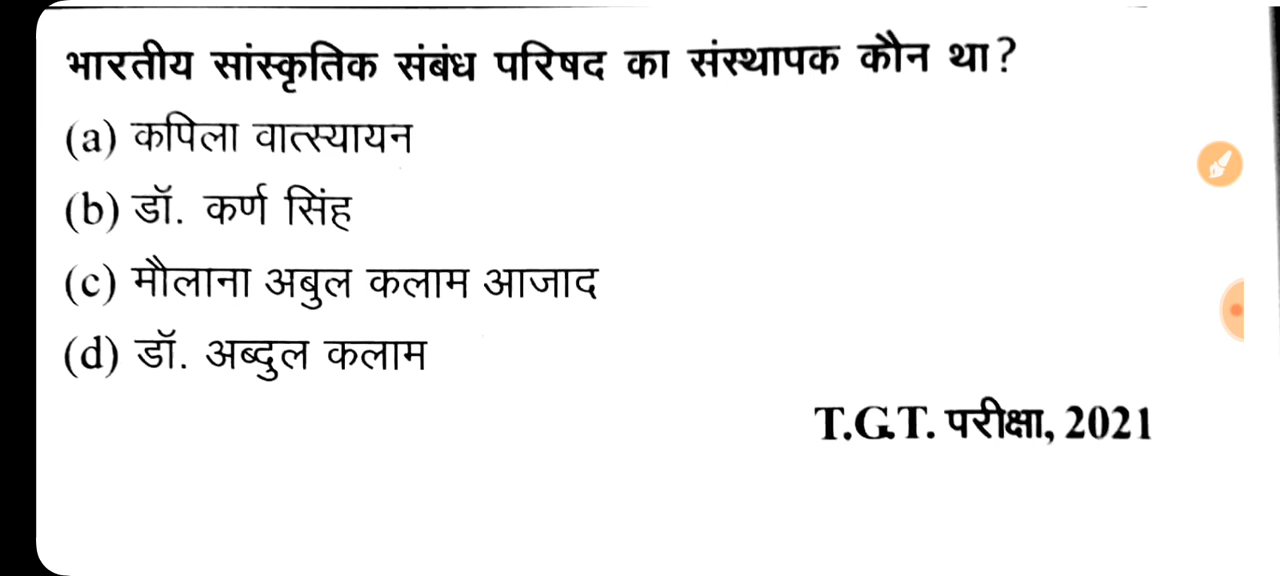 भारतीय सांस्कृतिक संबंध परिषद का संस्थापक कौन था?
(a) कपिला वात्स्यायन
(b) डॉ. कर्ण सिंह
(c) मौलाना अबुल कलाम आजाद
(d) डॉ. अब्दुल कलाम
T.G.T. परीक्षा, 2021